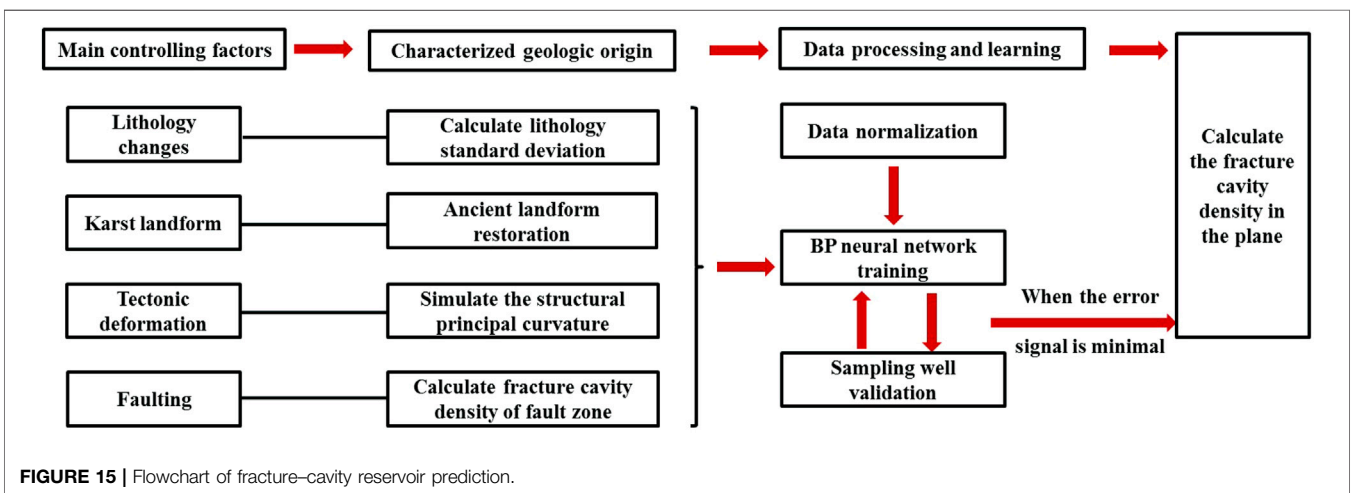 Main controlling factors
Characterized geologic origin
Data processing and learning
Calculate
the fracture
cavity
density in
the plane
Lithology
changes
Calculate lithology
standard deviation
Karst landform
Ancient landform
restoration
Tectonic
deformation
Simulate the structural
principal curvature
Faulting
Calculate fracture cavity
density of fault zone
Data normalization
BP neural network
training
Sampling well
validation
When the error
signal is minimal
FIGURE 15 | Flowchart of fracture–cavity reservoir prediction.